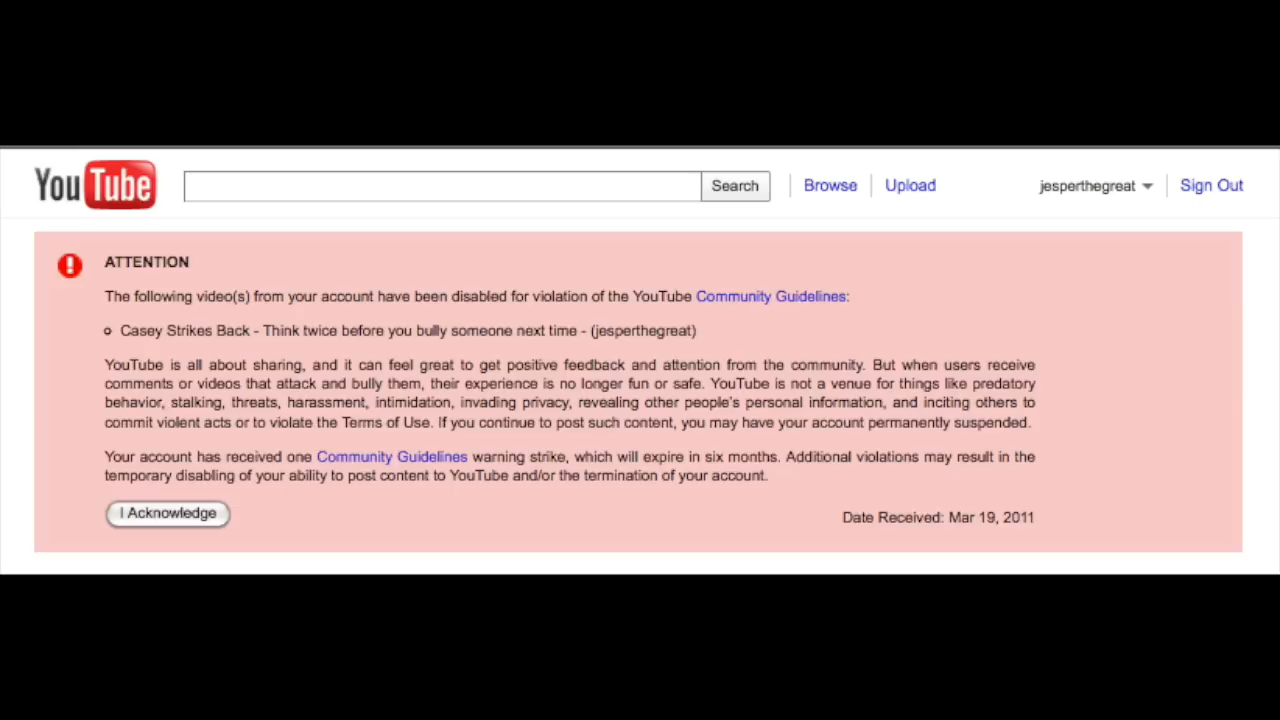 YouTube Search Browse Upload jesperthegreat Sign Out
ATTENTION
The following video(s) from your account have been disabled for violation of the YouTube Community Guidelines:
Casey Strikes Back - Think twice before you bully someone next time - (jesperthegreat)
YouTube is all about sharing, and it can feel great to get positive feedback and attention from the community. But when users receive
comments or videos that attack and bully them, their experience is no longer fun or safe. YouTube is not a venue for things like predatory
behavior, stalking, threats, harassment, intimidation, invading privacy, revealing other people's personal information, and inciting others to
commit violent acts or to violate the Terms of Use. If you continue to post such content, you may have your account permanently suspended.
Your account has received one Community Guidelines warning strike, which will expire in six months. Additional violations may result in the
temporary disabling of your ability to post content to YouTube and/or the termination of your account.
I Acknowledge
Date Received: Mar 19, 2011